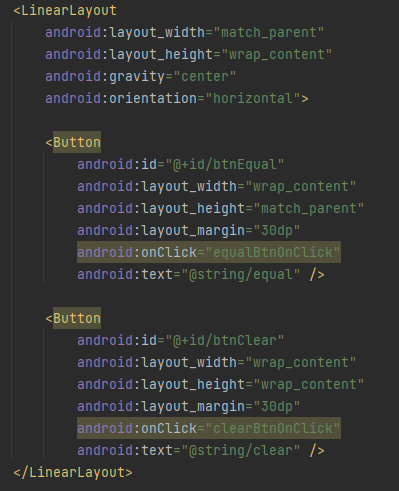 <LinearLayout
android:layout_width="match_parent"
android:layout_height="wrap_content"
android:gravity="center"
android:orientation="horizontal">
<Button
android:id="@+id/btnEqual"
android:layout_width="wrap_content"
android:layout_height="match_parent"
android:layout_margin="30dp"
android:onClick="equalBtnOnClick"
android:text="@string/equal" />
<Button
android:id="@+id/btnClear"
android:layout_width="wrap_content"
android:layout_height="wrap_content"
android:layout_margin="30dp"
android:onClick="clearBtnOnClick"
android:text="@string/clear" />
</LinearLayout>